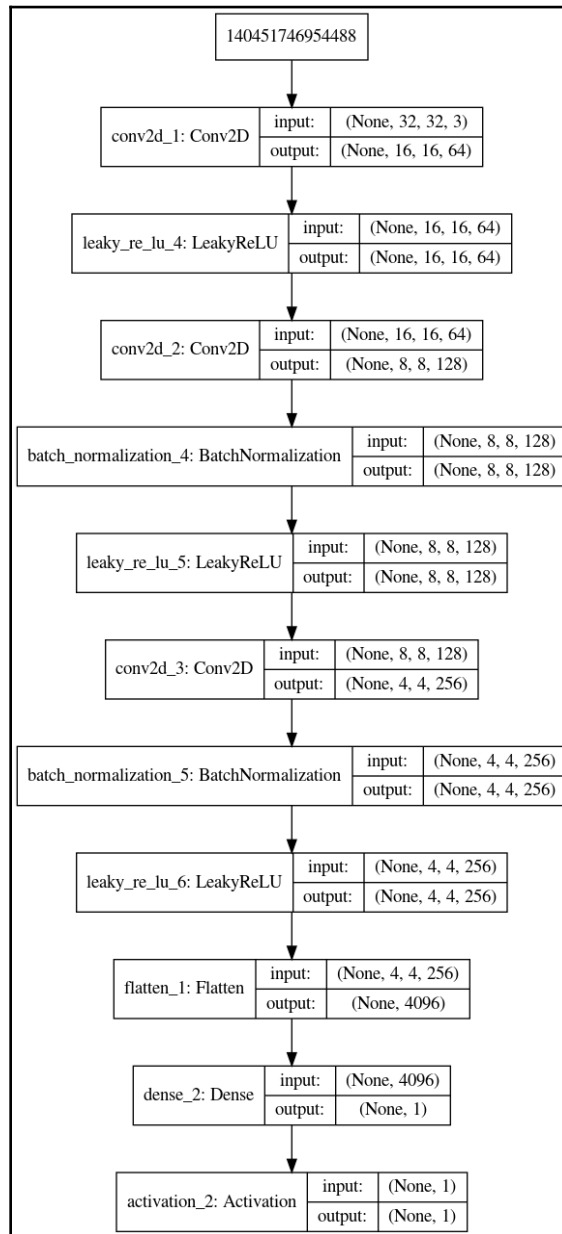 140451746954488
conv2d_1: Conv2D
input: (None, 32, 32, 3)
output: (None, 16, 16, 64)
leaky_re_lu_4: LeakyReLU
input: (None, 16, 16, 64)
output: (None, 16, 16, 64)
conv2d_2: Conv2D
input: (None, 16, 16, 64)
output: (None, 8, 8, 128)
batch_normalization_4: BatchNormalization
input: (None, 8, 8, 128)
output: (None, 8, 8, 128)
leaky_re_lu_5: LeakyReLU
input: (None, 8, 8, 128)
output: (None, 8, 8, 128)
conv2d_3: Conv2D
input: (None, 8, 8, 128)
output: (None, 4, 4, 256)
batch_normalization_5: BatchNormalization
input: (None, 4, 4, 256)
output: (None, 4, 4, 256)
leaky_re_lu_6: LeakyReLU
input: (None, 4, 4, 256)
output: (None, 4, 4, 256)
flatten_1: Flatten
input: (None, 4, 4, 256)
output: (None, 4096)
dense_2: Dense
input: (None, 4096)
output: (None, 1)
activation_2: Activation
input: (None, 1)
output: (None, 1)